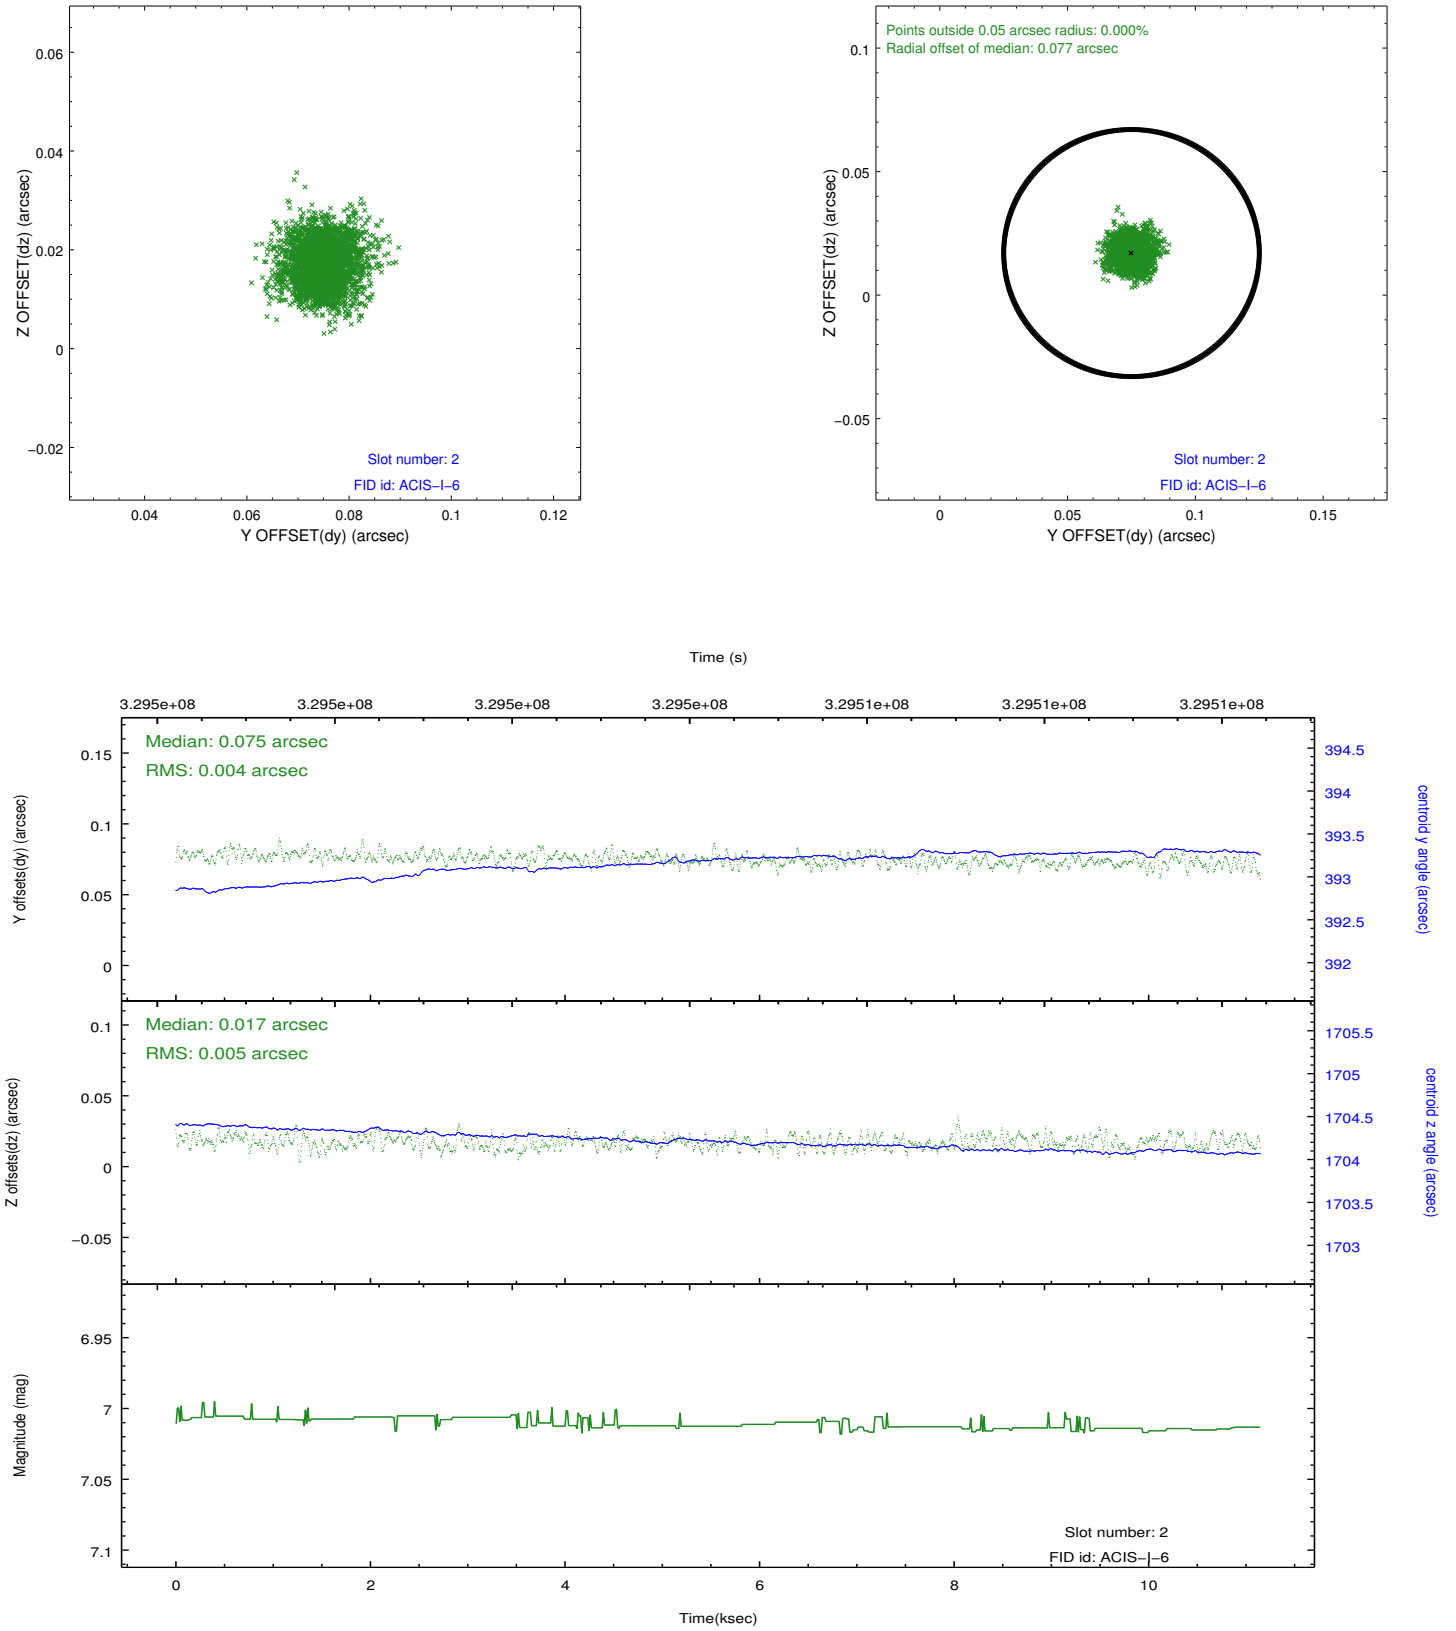 0.06
0.04
0.02
0
−0.02
Z OFFSET(dz) (arcsec)
Slot number: 2
FID id: ACIS−I−6
0.04
0.06
0.08
0.1
0.12
Y OFFSET(dy) (arcsec)
Points outside 0.05 arcsec radius: 0.000%
Radial offset of median: 0.077 arcsec
0.1
0.05
0
−0.05
Z OFFSET(dz) (arcsec)
Slot number: 2
FID id: ACIS−I−6
0
0.05
0.1
0.15
Y OFFSET(dy) (arcsec)
Time (s)
3.295e+08
3.295e+08
3.295e+08
3.295e+08
3.2951e+08
3.2951e+08
3.2951e+08
Median: 0.075 arcsec
RMS: 0.004 arcsec
0.15
0.1
0.05
0
Y offsets(dy) (arcsec)
394.5
394
393.5
393
392.5
392
centroid y angle (arcsec)
Median: 0.017 arcsec
RMS: 0.005 arcsec
0.1
0.05
0
−0.05
Z offsets(dz) (arcsec)
1705.5
1705
1704.5
1704
1703.5
1703
centroid z angle (arcsec)
6.95
7
7.05
7.1
Magnitude (mag)
Slot number: 2
FID id: ACIS−I−6
0
2
4
6
8
10
Time(ksec)